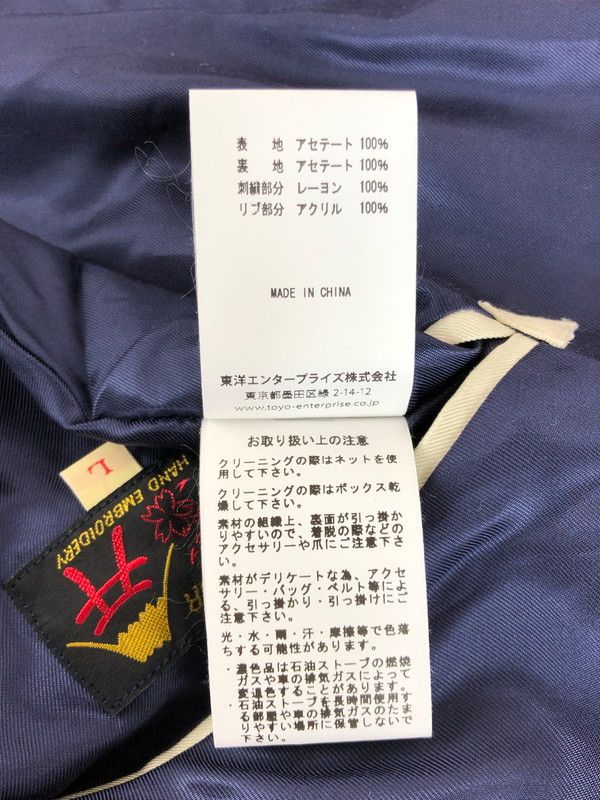 表　地 アセテート 100%
裏　地 アセテート 100%
刺繍部分 レーヨン 100%
リブ部分 アクリル 100%
MADE IN CHINA
東洋エンタープライズ株式会社
東京都墨田区緑 2-14-12
www.toyo-enterprise.co.jp
お取り扱い上の注意
クリーニングの際はネットを使
用して下さい。
クリーニングの際はボックス乾
燥して下さい。
素材の組織上、裏面が引っ掛か
りやすいので、着脱の際などの
アクセサリーや爪にご注意下さ
い。
素材がデリケートな為、アクセ
サリー・バッグ・ベルト等によ
る、引っ掛かり・引っ掛けにご
注意下さい。
光・水・雨・汗・摩擦等で色落
ちする可能性があります。
・濃色品は石油ストーブの燃焼
ガスや車の排気ガスによって
変退色することがあります。
・石油ストーブを長時間使用す
る部屋や車の排気ガスのたま
りやすい場所に保管しないで
下さい。
L
HAND EMBROIDERY